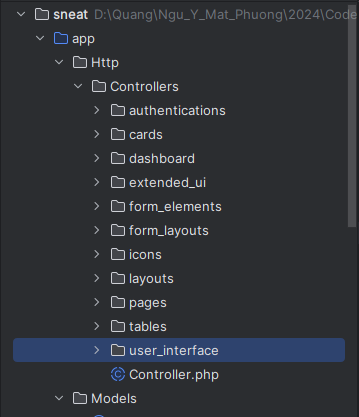 sneat D:\Quang\Ngu_Y_Mat_Phuong\2024\Code
app
Http
Controllers
authentications
cards
dashboard
extended_ui
form_elements
form_layouts
icons
layouts
pages
tables
user_interface
Controller.php
Models